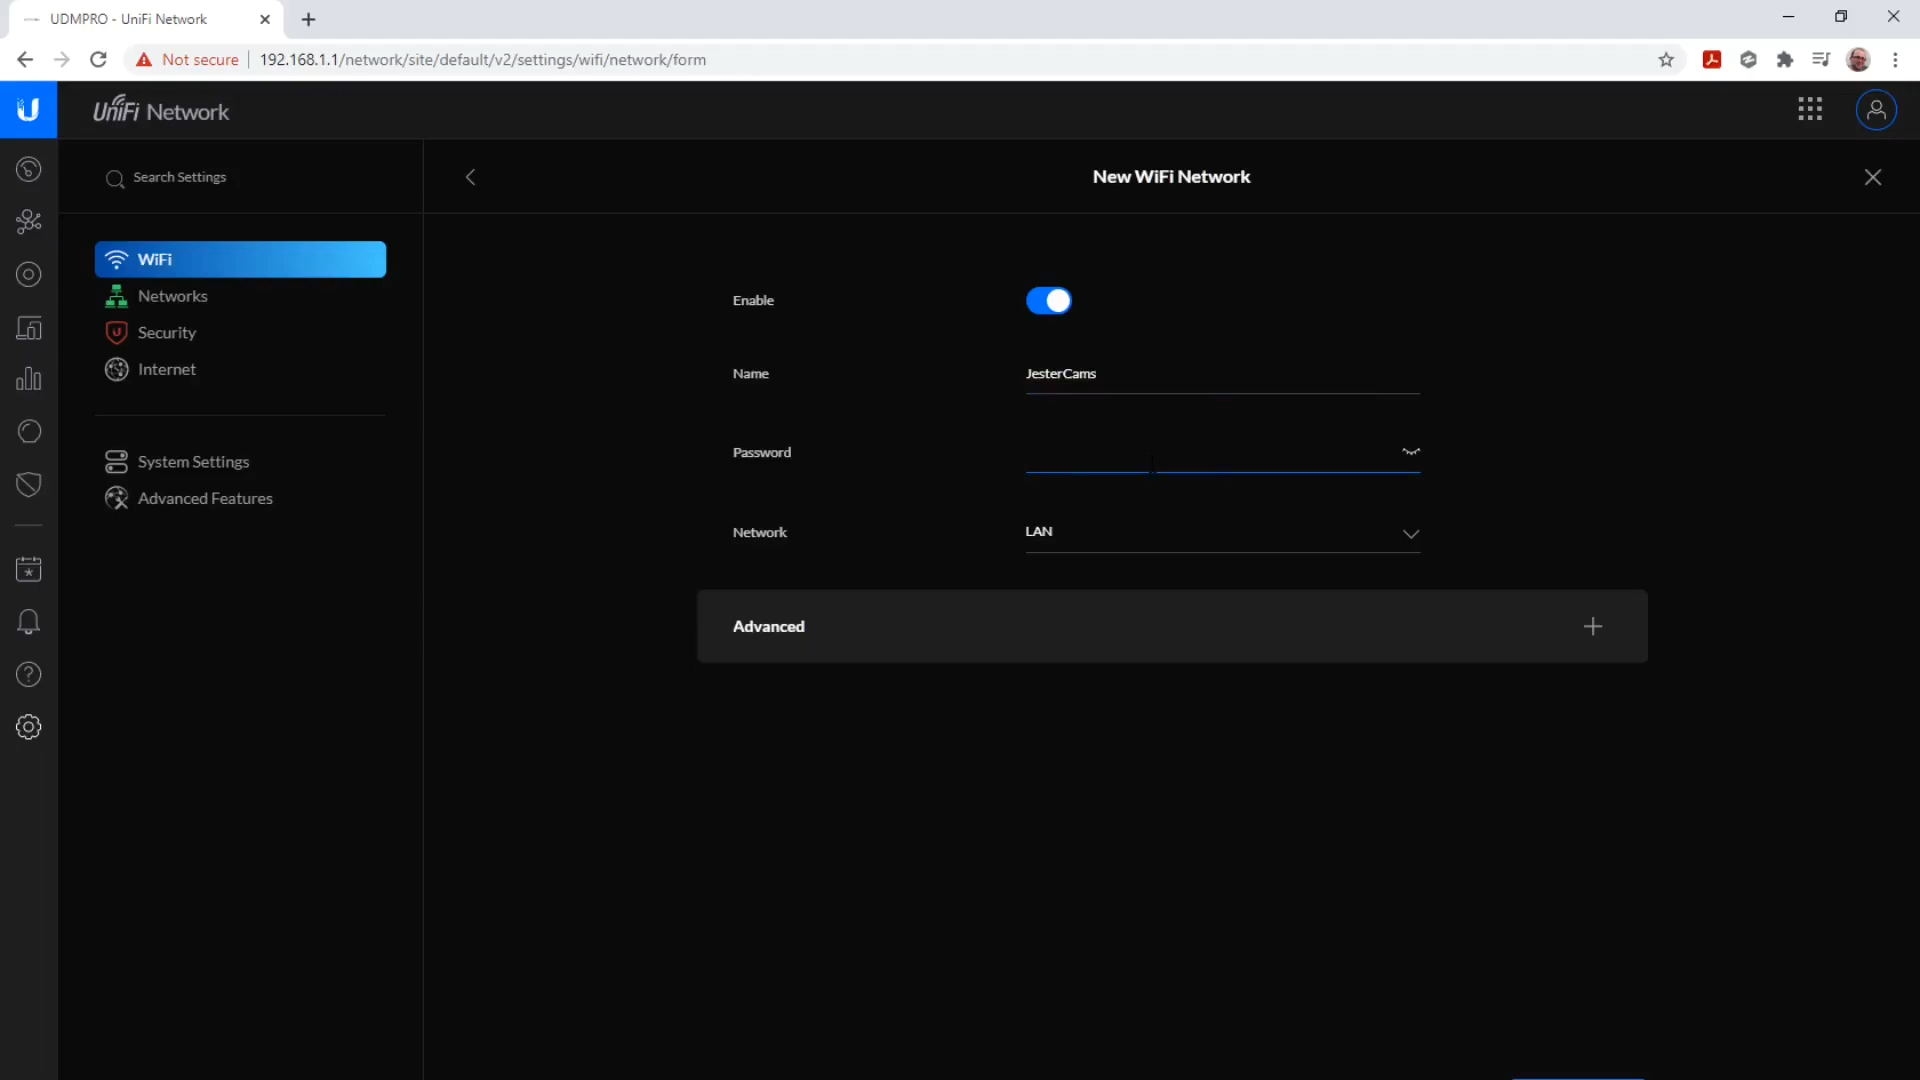 UDMPRO - UniFi Network
Not secure
192.168.1.1/network/site/default/v2/settings/wifi/network/form
UniFi Network
Search Settings
New WiFi Network
WiFi
Networks
Security
Internet
System Settings
Advanced Features
Enable
Name
JesterCams
Password
Network
LAN
Advanced